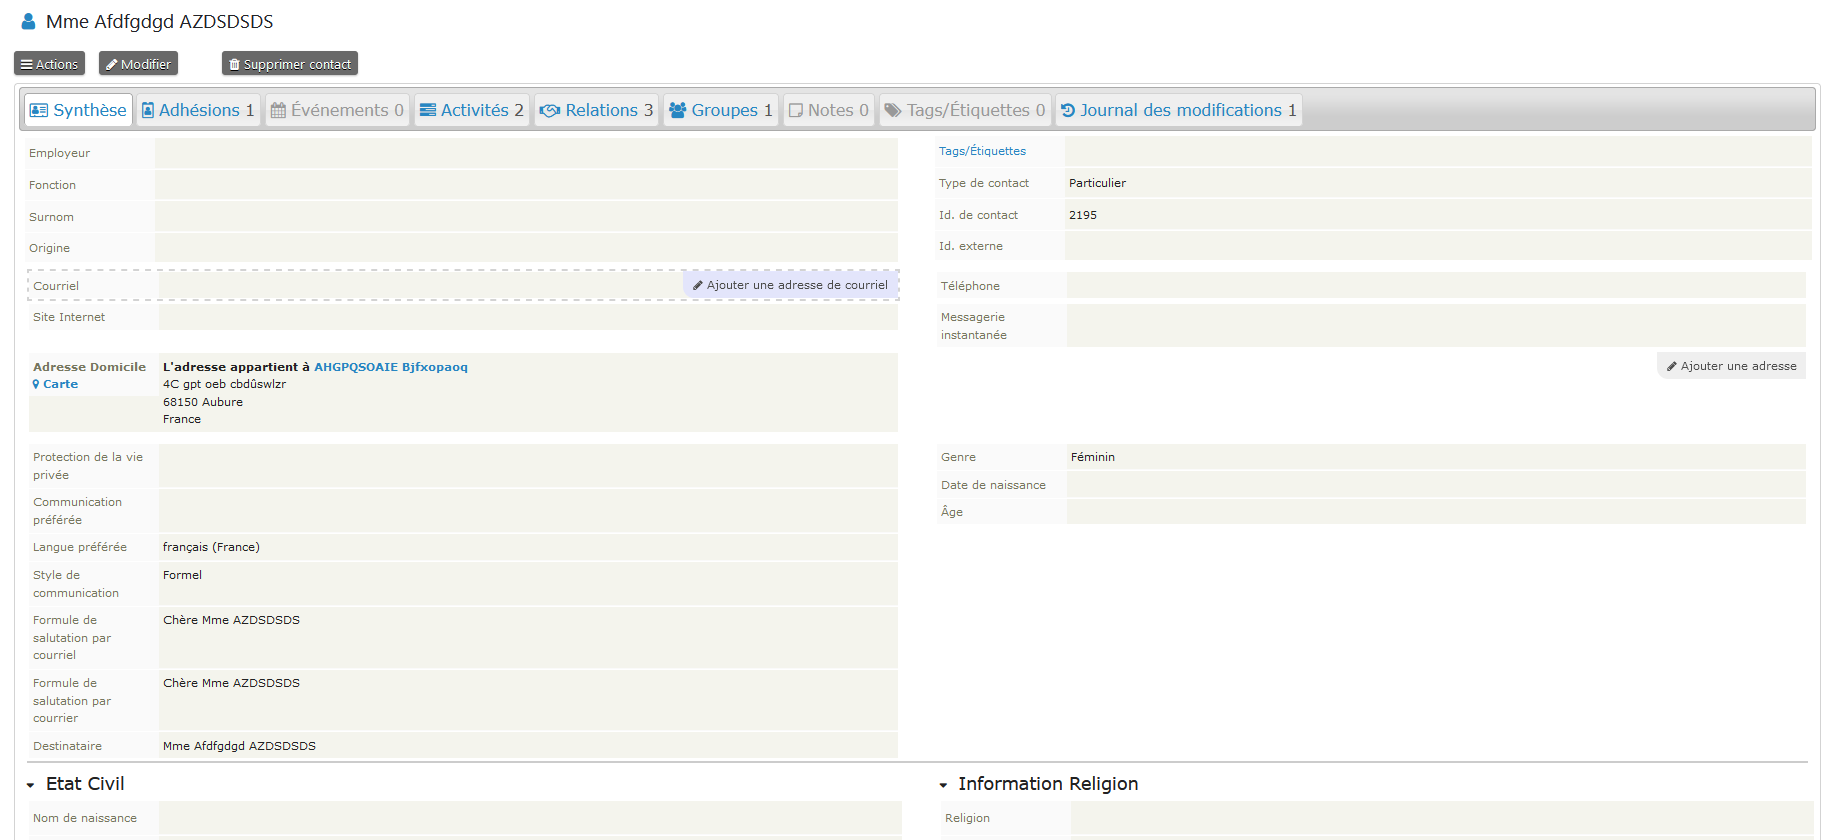 Mme Afdfgdgd AZDSDSDS
Actions
Modifier
Supprimer contact
Synthèse
Adhésions 1
Événements 0
Activités 2
Relations 3
Groupes 1
Notes 0
Tags/Étiquettes 0
Journal des modifications 1
Employeur
Fonction
Surnom
Origine
Tags/Étiquettes
Type de contact Particulier
Id. de contact 2195
Id. externe
Courriel Ajouter une adresse de courriel
Site Internet
Téléphone
Messagerie
instantanée
Adresse Domicile
Carte
L'adresse appartient à AHGPQSOAIE Bjfxopaoq
4C gpt oeb cbdûswlzr
68150 Aubure
France
Ajouter une adresse
Protection de la vie
privée
Communication
préférée
Langue préférée français (France)
Style de
communication
Formel
Formule de
salutation par
courriel
Chère Mme AZDSDSDS
Formule de
salutation par
courrier
Chère Mme AZDSDSDS
Destinataire Mme Afdfgdgd AZDSDSDS
Genre Féminin
Date de naissance
Âge
Etat Civil
Nom de naissance
Information Religion
Religion